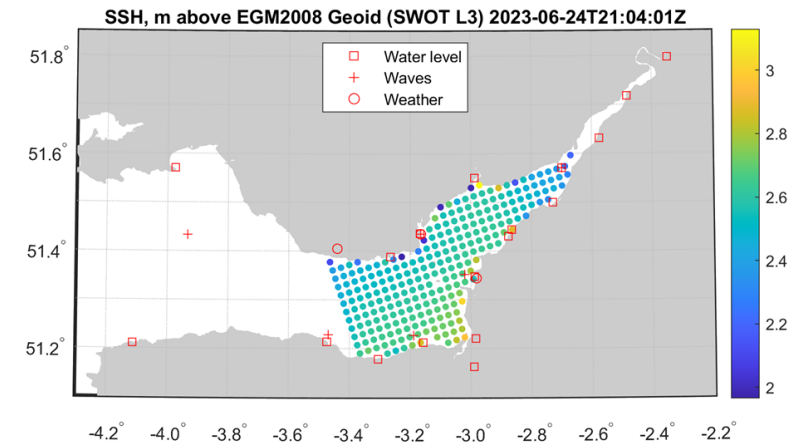 SSH, m above EGM2008 Geoid (SWOT L3) 2023-06-24T21:04:01Z
51.8°
51.6°
51.4°
51.2°
Water level
Waves
Weather
3
2.8
2.6
2.4
2.2
2
-4.2° -4.0° -3.8° -3.6° -3.4° -3.2° -3.0° -2.8° -2.6° -2.4° -2.2°